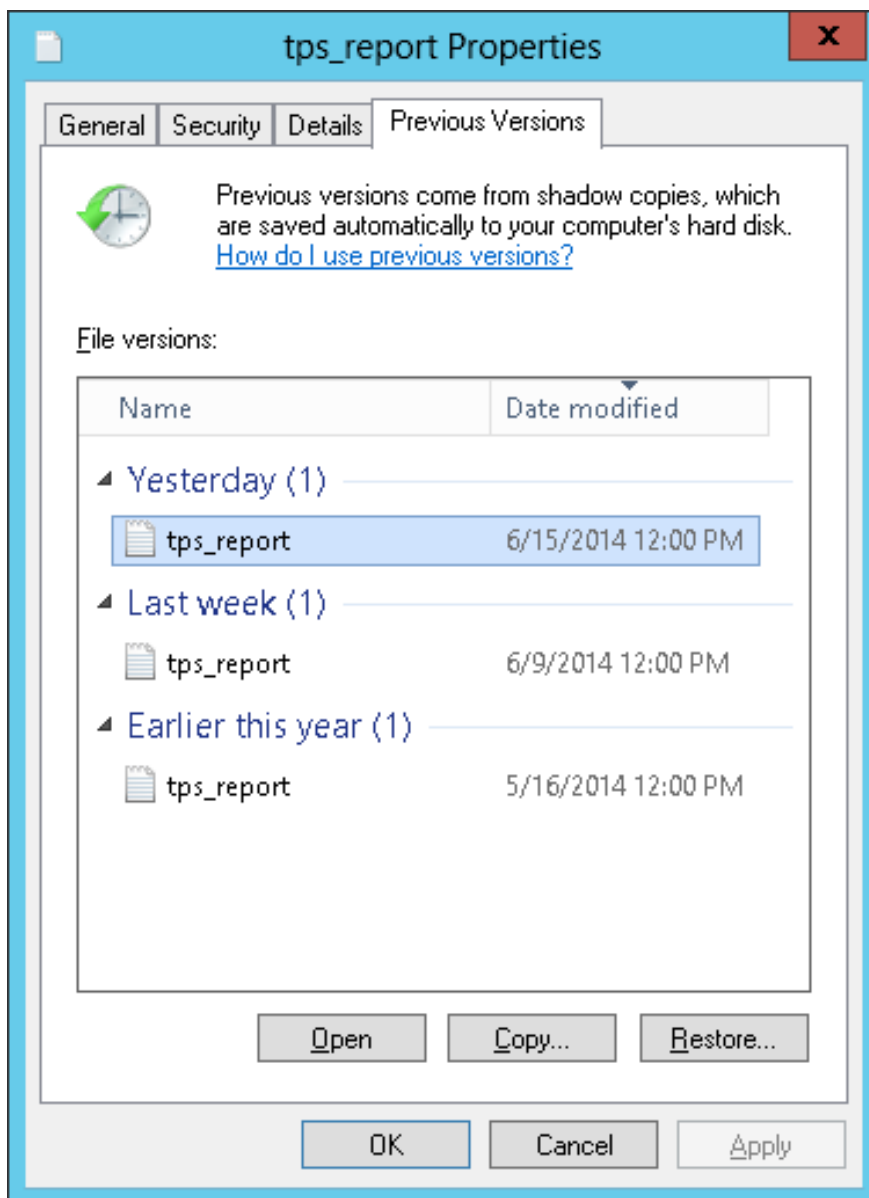 tps_report Properties
x
General Security Details Previous Versions
Previous versions come from shadow copies, which
are saved automatically to your computer's hard disk.
How do I use previous versions?
File versions:
Name Date modified
Yesterday (1)
tps_report 6/15/2014 12:00 PM
Last week (1)
tps_report 6/9/2014 12:00 PM
Earlier this year (1)
tps_report 5/16/2014 12:00 PM
Open Copy... Restore...
OK Cancel Apply